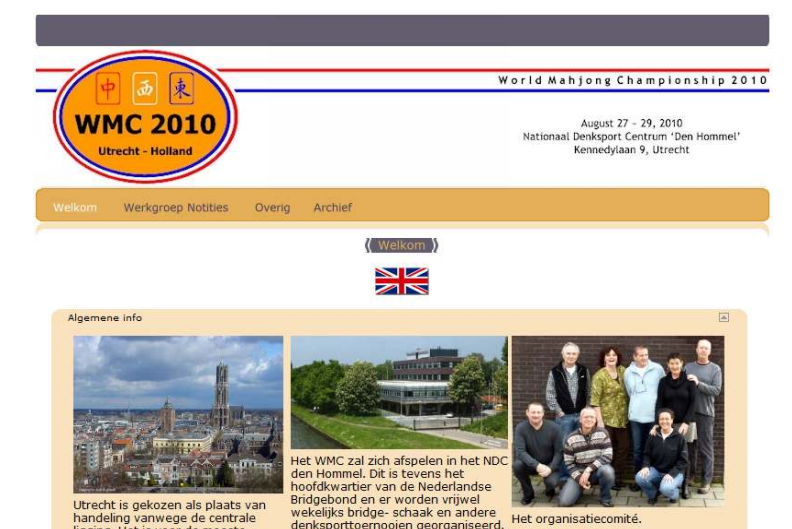 World Mahjong Championship 2010
中 西 東
WMC 2010
Utrecht - Holland
August 27 - 29, 2010
Nationaal Denksport Centrum 'Den Hommel'
Kennedylaan 9, Utrecht
Welkom Werkgroep Notities Overig Archief
Welkom
Algemene info
Utrecht is gekozen als plaats van
handeling vanwege de centrale
Het WMC zal zich afspelen in het NDC
den Hommel. Dit is tevens het
hoofdkwartier van de Nederlandse
Bridgebond en er worden vrijwel
wekelijks bridge- schaak en andere
denksporttoernooien georganiseerd.
Het organisatiecomité.